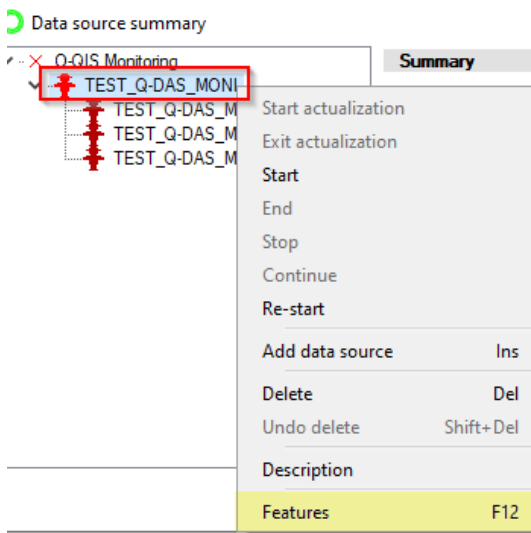 Data source summary
O-QIS Monitoring
Summary
TEST_Q-DAS_MONI
TEST_Q-DAS_M
TEST_Q-DAS_M
TEST_Q-DAS_M
Start actualization
Exit actualization
Start
End
Stop
Continue
Re-start
Add data source Ins
Delete Del
Undo delete Shift+Del
Description
Features F12